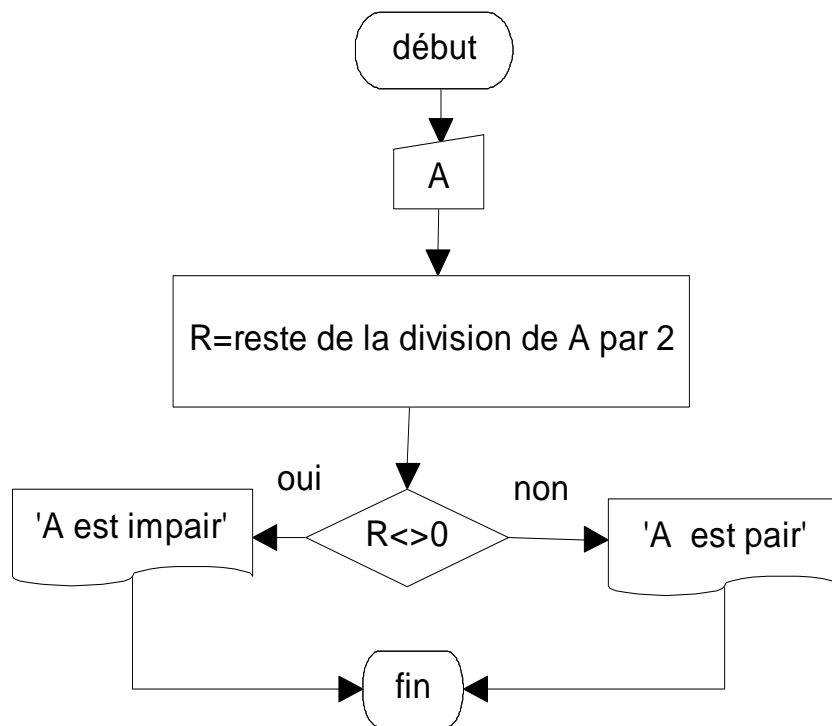 début
A
R=reste de la division de A par 2
oui
non
'A est impair'
R<>0
'A  est pair'
fin